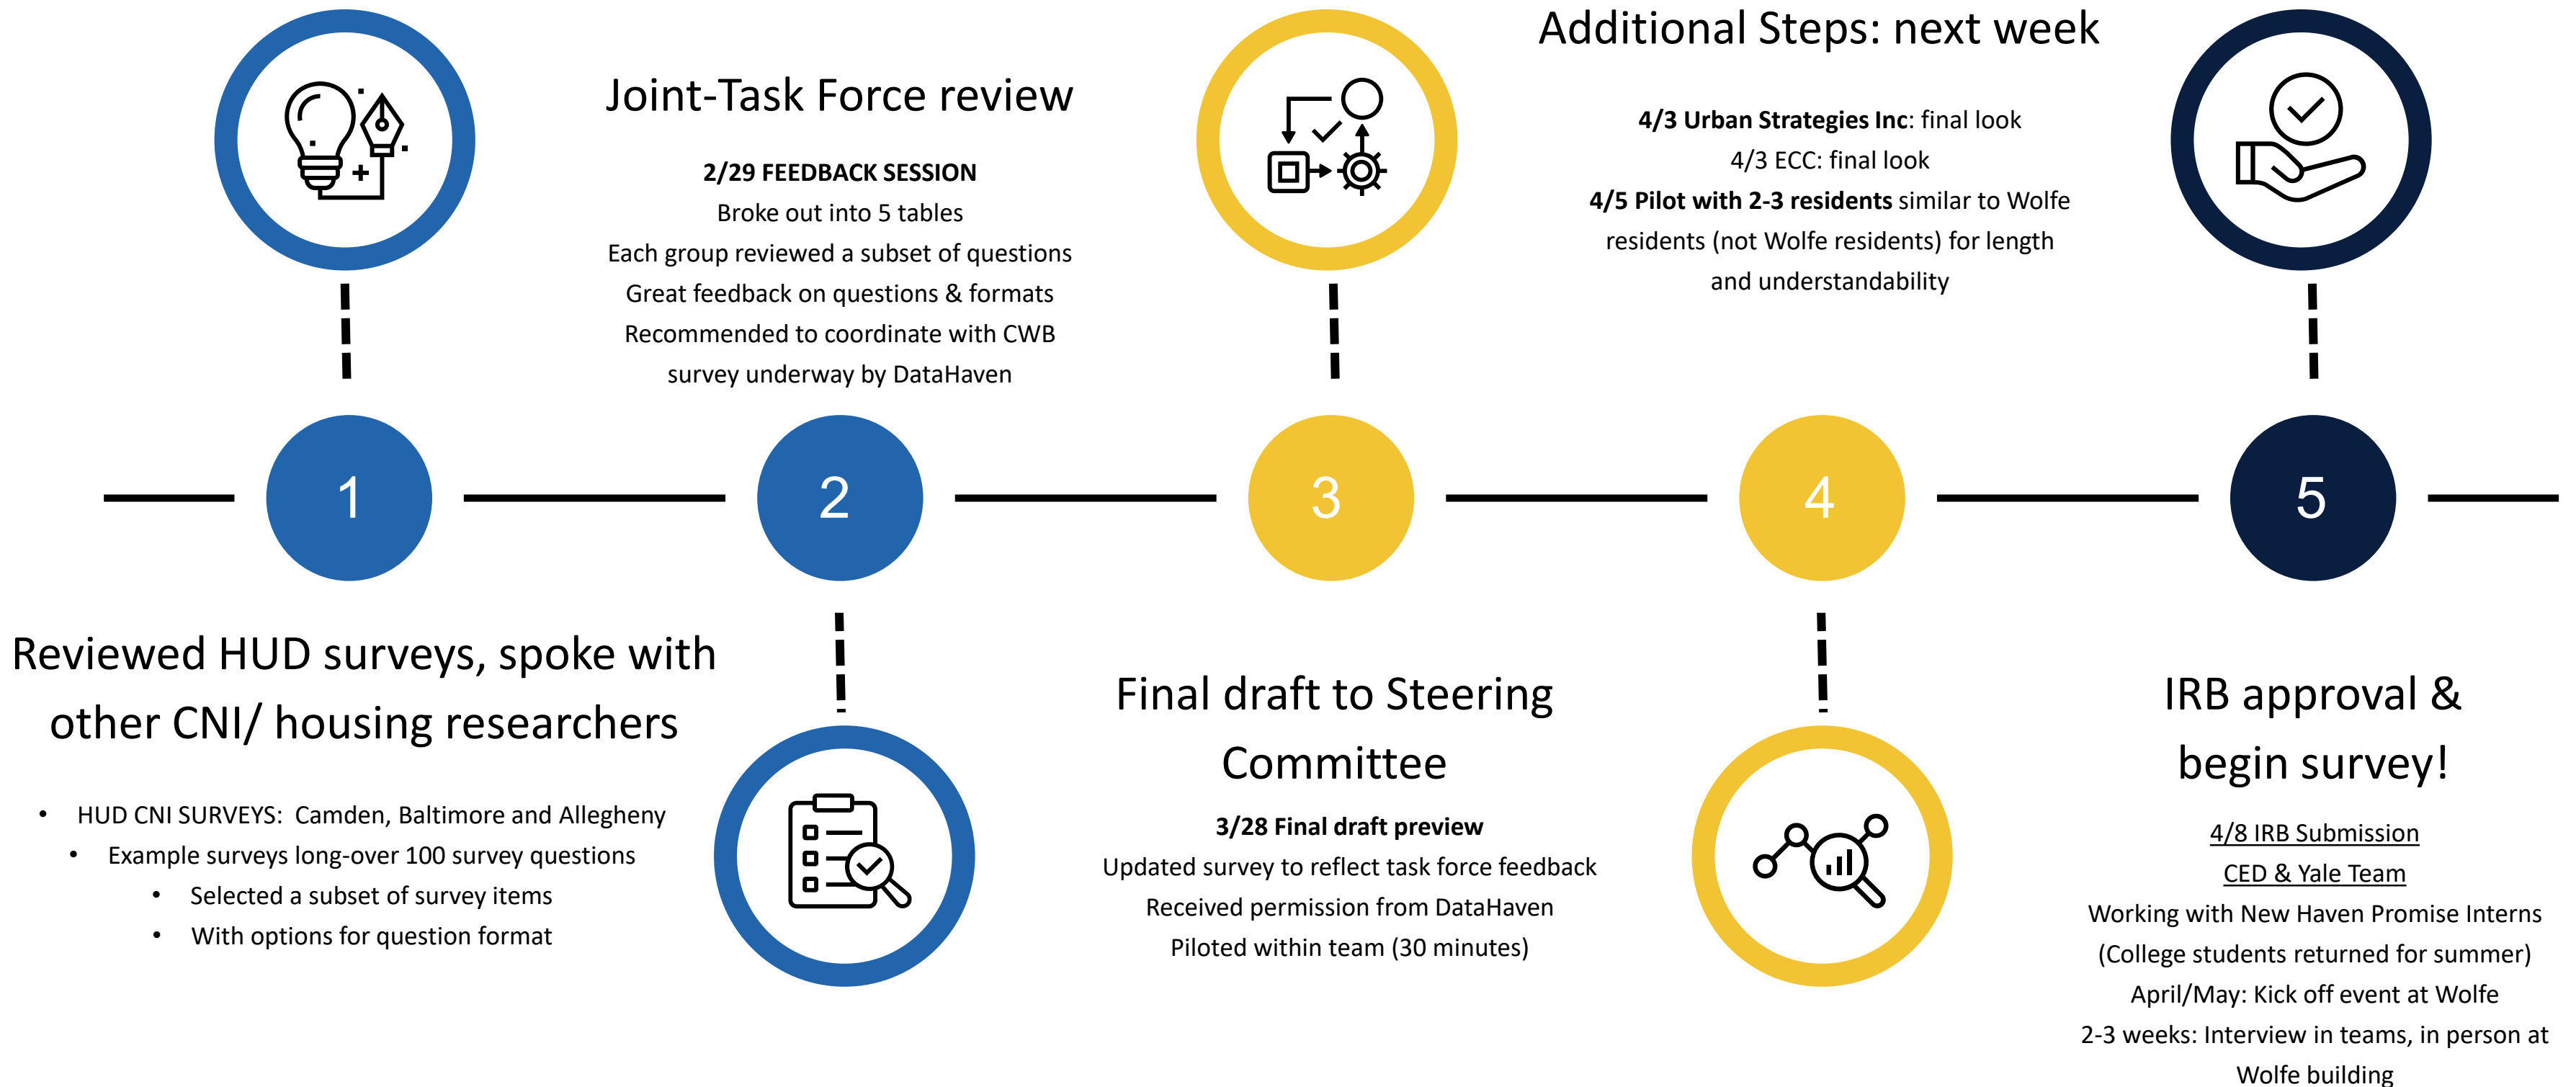 1
Reviewed HUD surveys, spoke with
other CNI/ housing researchers
• HUD CNI SURVEYS: Camden, Baltimore and Allegheny
• Example surveys long-over 100 survey questions
• Selected a subset of survey items
• With options for question format
Joint-Task Force review
2/29 FEEDBACK SESSION
Broke out into 5 tables
Each group reviewed a subset of questions
Great feedback on questions & formats
Recommended to coordinate with CWB
survey underway by DataHaven
2
3
Final draft to Steering
Committee
3/28 Final draft preview
Updated survey to reflect task force feedback
Received permission from DataHaven
Piloted within team (30 minutes)
Additional Steps: next week
4/3 Urban Strategies Inc: final look
4/3 ECC: final look
4/5 Pilot with 2-3 residents similar to Wolfe
residents (not Wolfe residents) for length
and understandability
4
5
IRB approval &
begin survey!
4/8 IRB Submission
CED & Yale Team
Working with New Haven Promise Interns
(College students returned for summer)
April/May: Kick off event at Wolfe
2-3 weeks: Interview in teams, in person at
Wolfe building